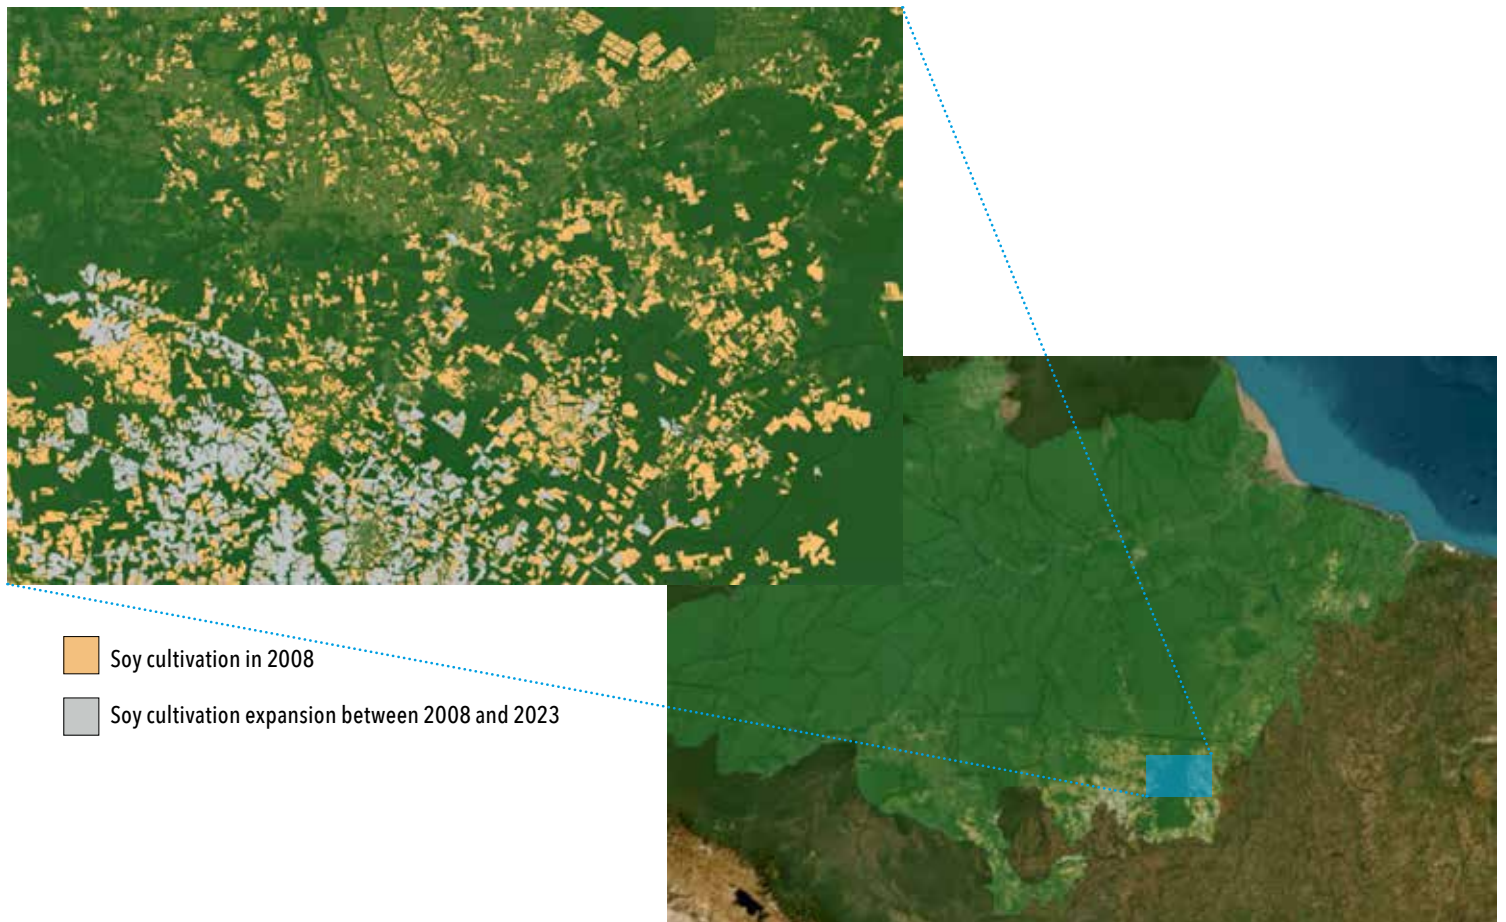 Soy cultivation in 2008
Soy cultivation expansion between 2008 and 2023